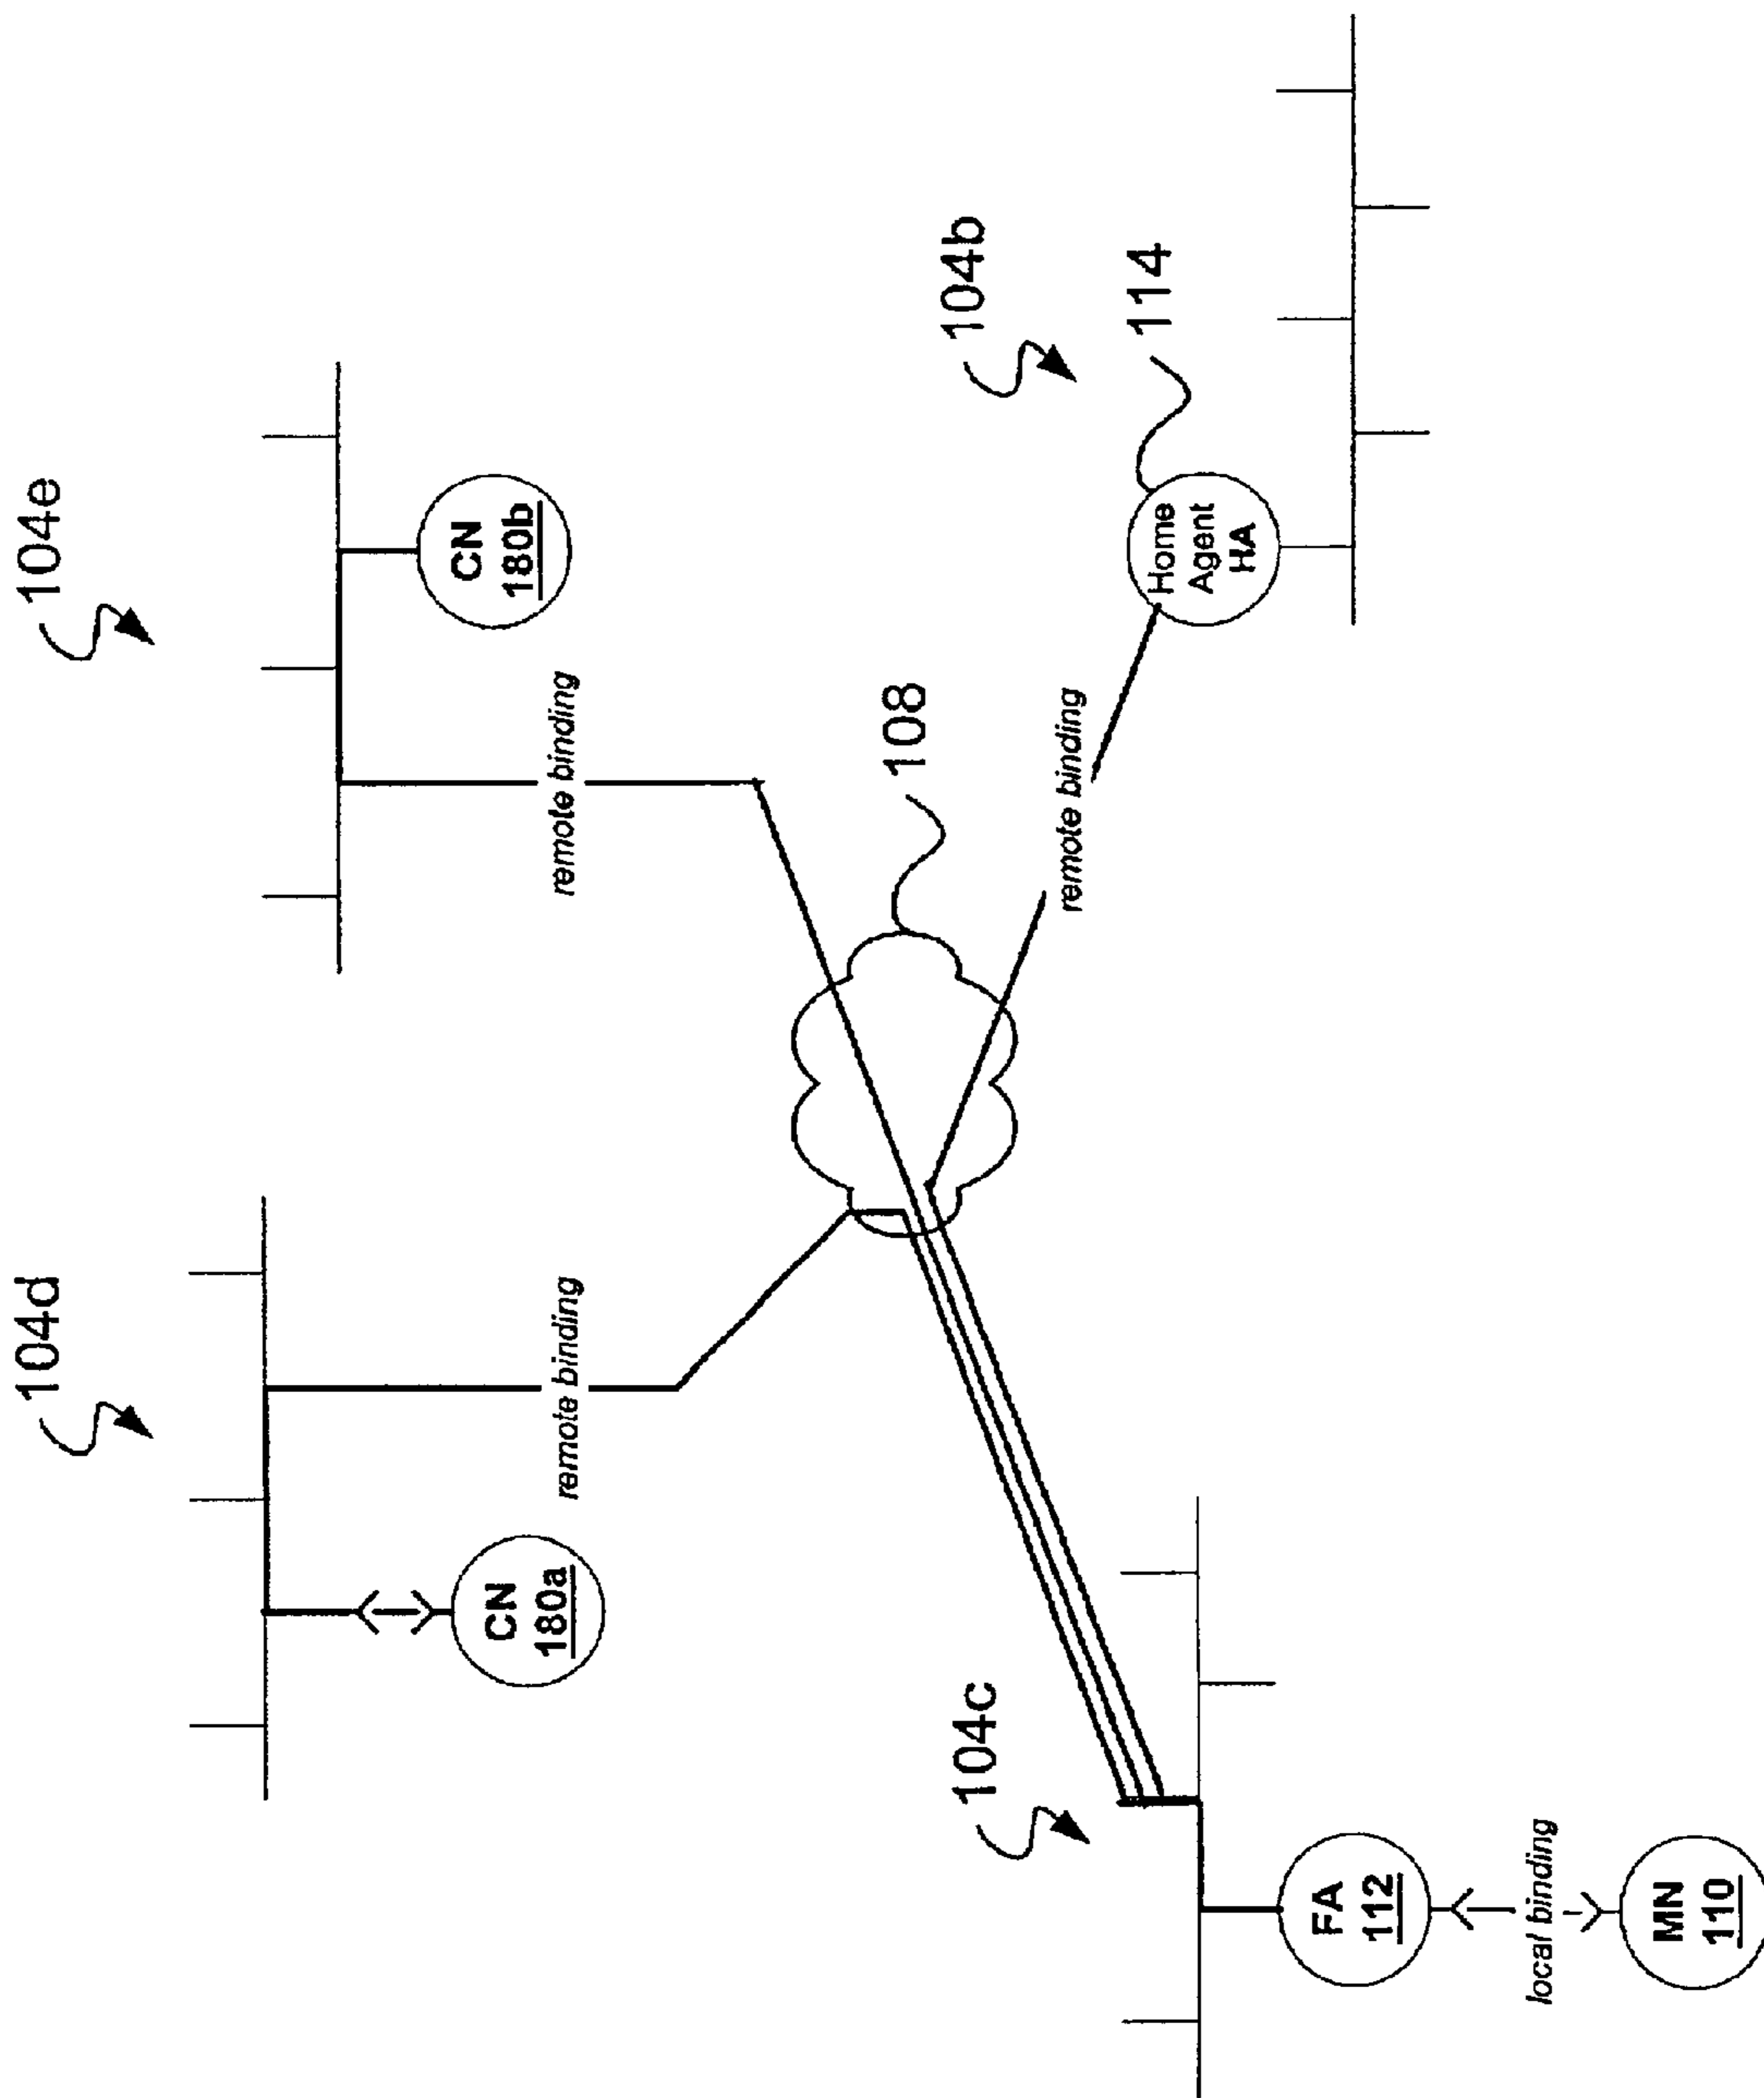 104d
104e
CN
180a
remote binding
CN
180b
remote binding
108
104c
104b
114
remote binding
Home
Agent
HA
FA
112
local binding
MN
110